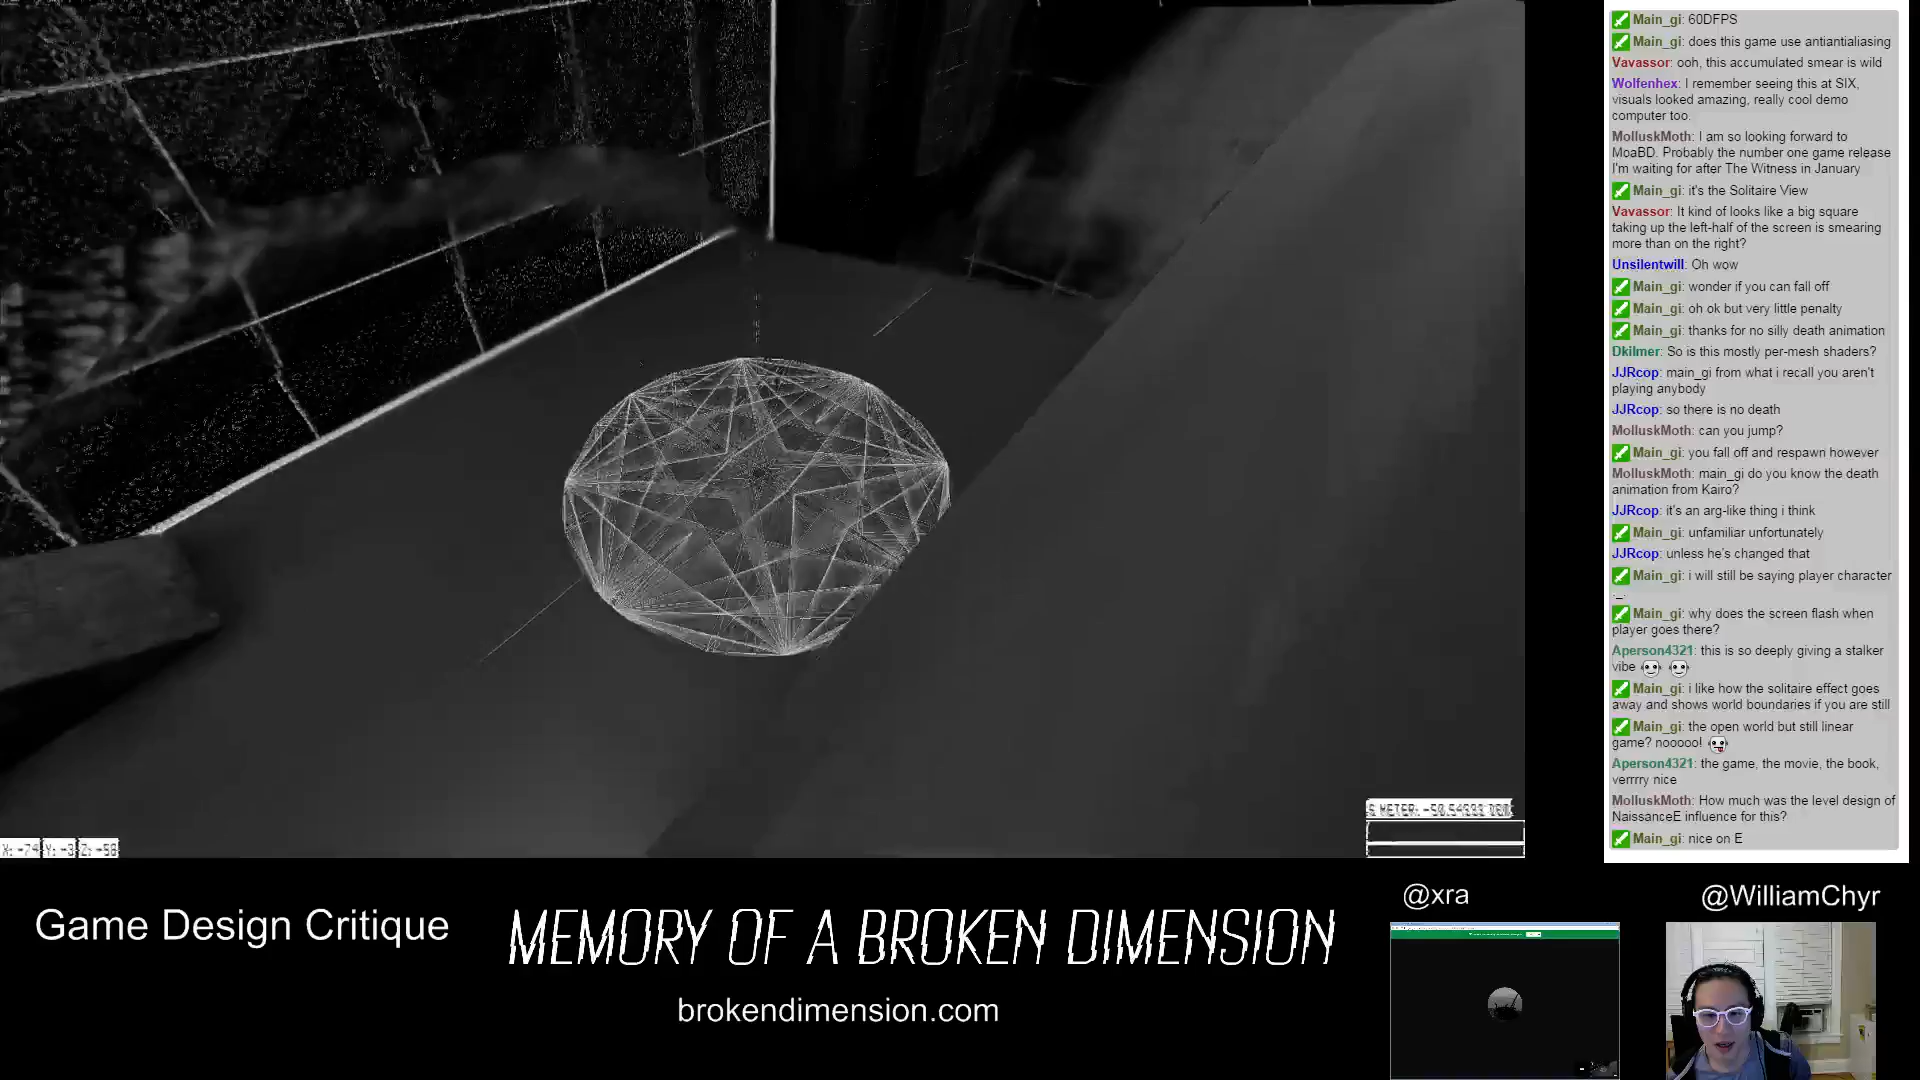 Main_gi: 60DFPS
Main_gi: does this game use antiantialiasing
Vavassor: ooh, this accumulated smear is wild
Wolfenhex: I remember seeing this at SIX,
visuals looked amazing, really cool demo
computer too.
MolluskMoth: I am so looking forward to
MoaBD. Probably the number one game release
I'm waiting for after The Witness in January
Main_gi: it's the Solitaire View
Vavassor: It kind of looks like a big square
taking up the left-half of the screen is smearing
more than on the right?
Unsilentwill: Oh wow
Main_gi: wonder if you can fall off
Main_gi: oh ok but very little penalty
Main_gi: thanks for no silly death animation
Dkilmer: So is this mostly per-mesh shaders?
JJRcop: main_gi from what i recall you aren't
playing anybody
JJRcop: so there is no death
MolluskMoth: can you jump?
Main_gi: you fall off and respawn however
MolluskMoth: main_gi do you know the death
animation from Kairo?
JJRcop: it's an arg-like thing i think
Main_gi: unfamiliar unfortunately
JJRcop: unless he's changed that
Main_gi: i will still be saying player character
._.
Main_gi: why does the screen flash when
player goes there?
Aperson4321: this is so deeply giving a stalker
vibe
Main_gi: i like how the solitaire effect goes
away and shows world boundaries if you are still
Main_gi: the open world but still linear
game? nooooo!
Aperson4321: the game, the movie, the book,
verrrry nice
MolluskMoth: How much was the level design of
NaissanceE influence for this?
Main_gi: nice on E
S METER:
X: -74 Y: -3 Z: -56
Game Design Critique
MEMORY OF A BROKEN DIMENSION
brokendimension.com
@xra
@WilliamChyr